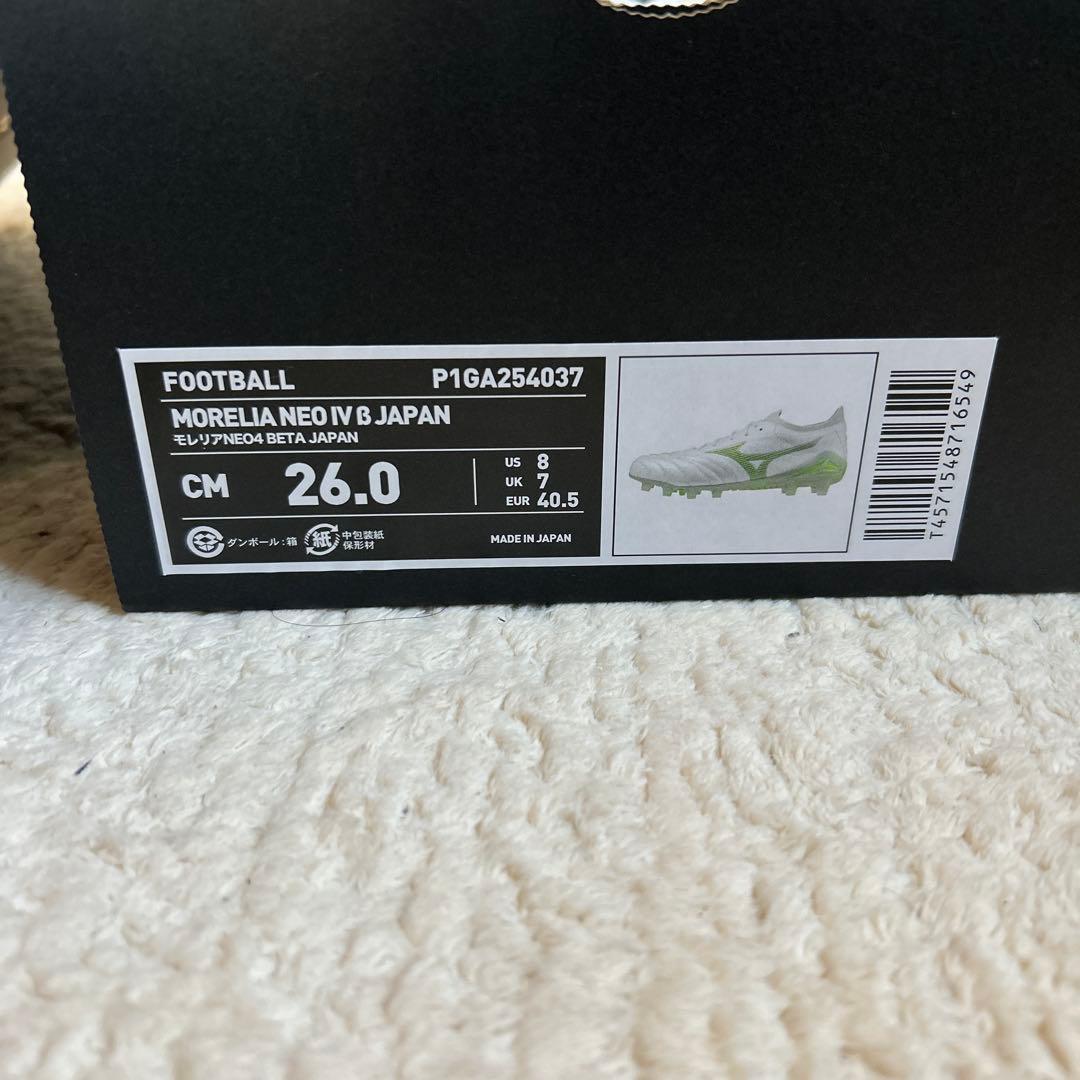 FOOTBALL P1GA254037
MORELIA NEO IV β JAPAN
モレリアNEO4 BETA JAPAN
CM 26.0
US 8
UK 7
EUR 40.5
ダンボール:箱
紙 中包装紙
保形材
MADE IN JAPAN
T4571548716549